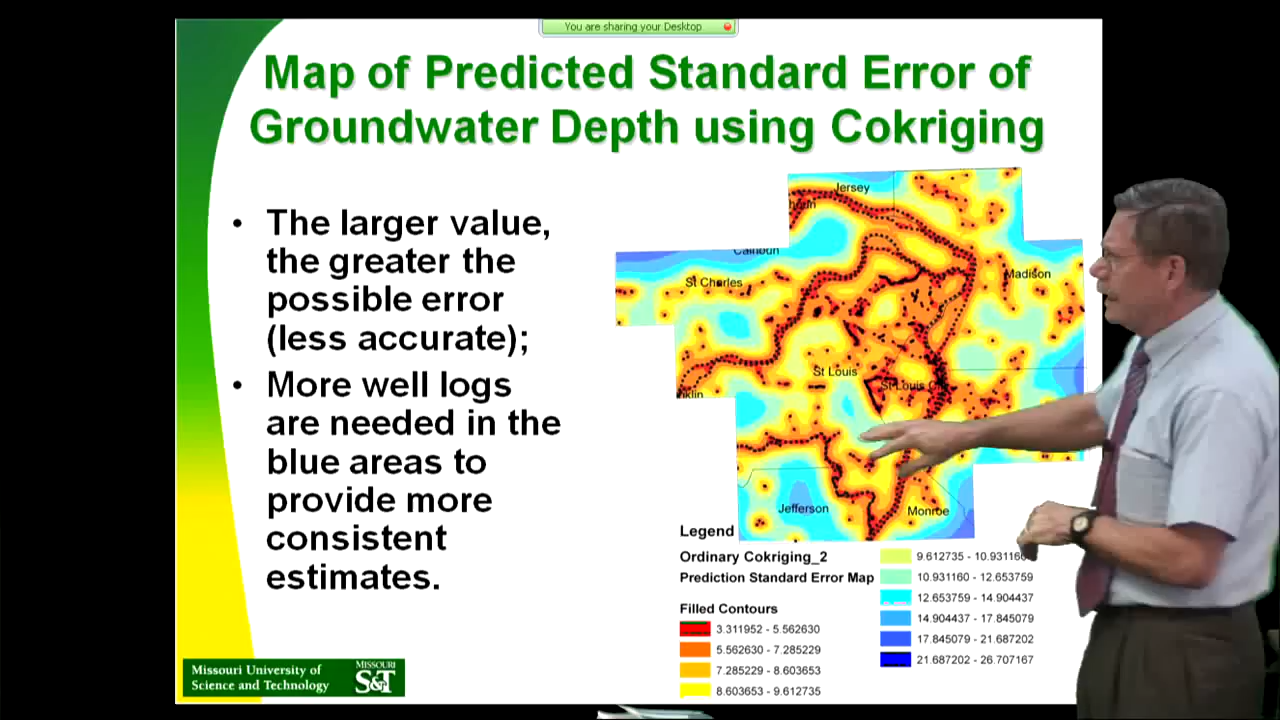 You are sharing your Desktop
Map of Predicted Standard Error of
Groundwater Depth using Cokriging
• The larger value,
the greater the
possible error
(less accurate);
• More well logs
are needed in the
blue areas to
provide more
consistent
estimates.
Jersey
Calhoun
St Charles
Madison
St Louis
St Louis
Jefferson
Monroe
Legend
Ordinary Cokriging_2
Prediction Standard Error Map
Filled Contours
3.311952 - 5.562630
5.562630 - 7.285229
7.285229 - 8.603653
8.603653 - 9.612735
9.612735 - 10.931160
10.931160 - 12.653759
12.653759 - 14.904437
14.904437 - 17.845079
17.845079 - 21.687202
21.687202 - 26.707167
Missouri University of
Science and Technology
MISSOURI
S&T